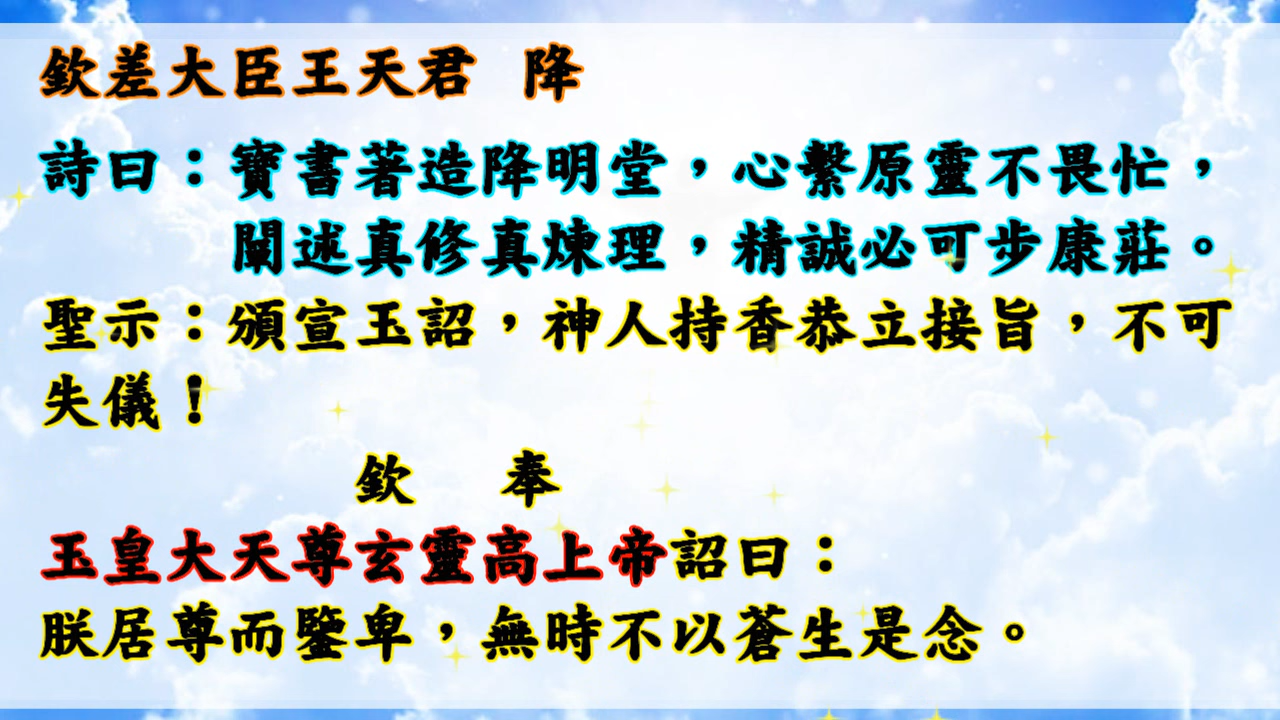 欽差大臣王天君　降
詩曰：寶書著造降明堂，心繫原靈不畏忙，
闡述真修真煉理，精誠必可步康莊。
聖示：頒宣玉詔，神人持香恭立接旨，不可
失儀！
欽　奉
玉皇大天尊玄靈高上帝詔曰：
朕居尊而鑒卑，無時不以蒼生是念。